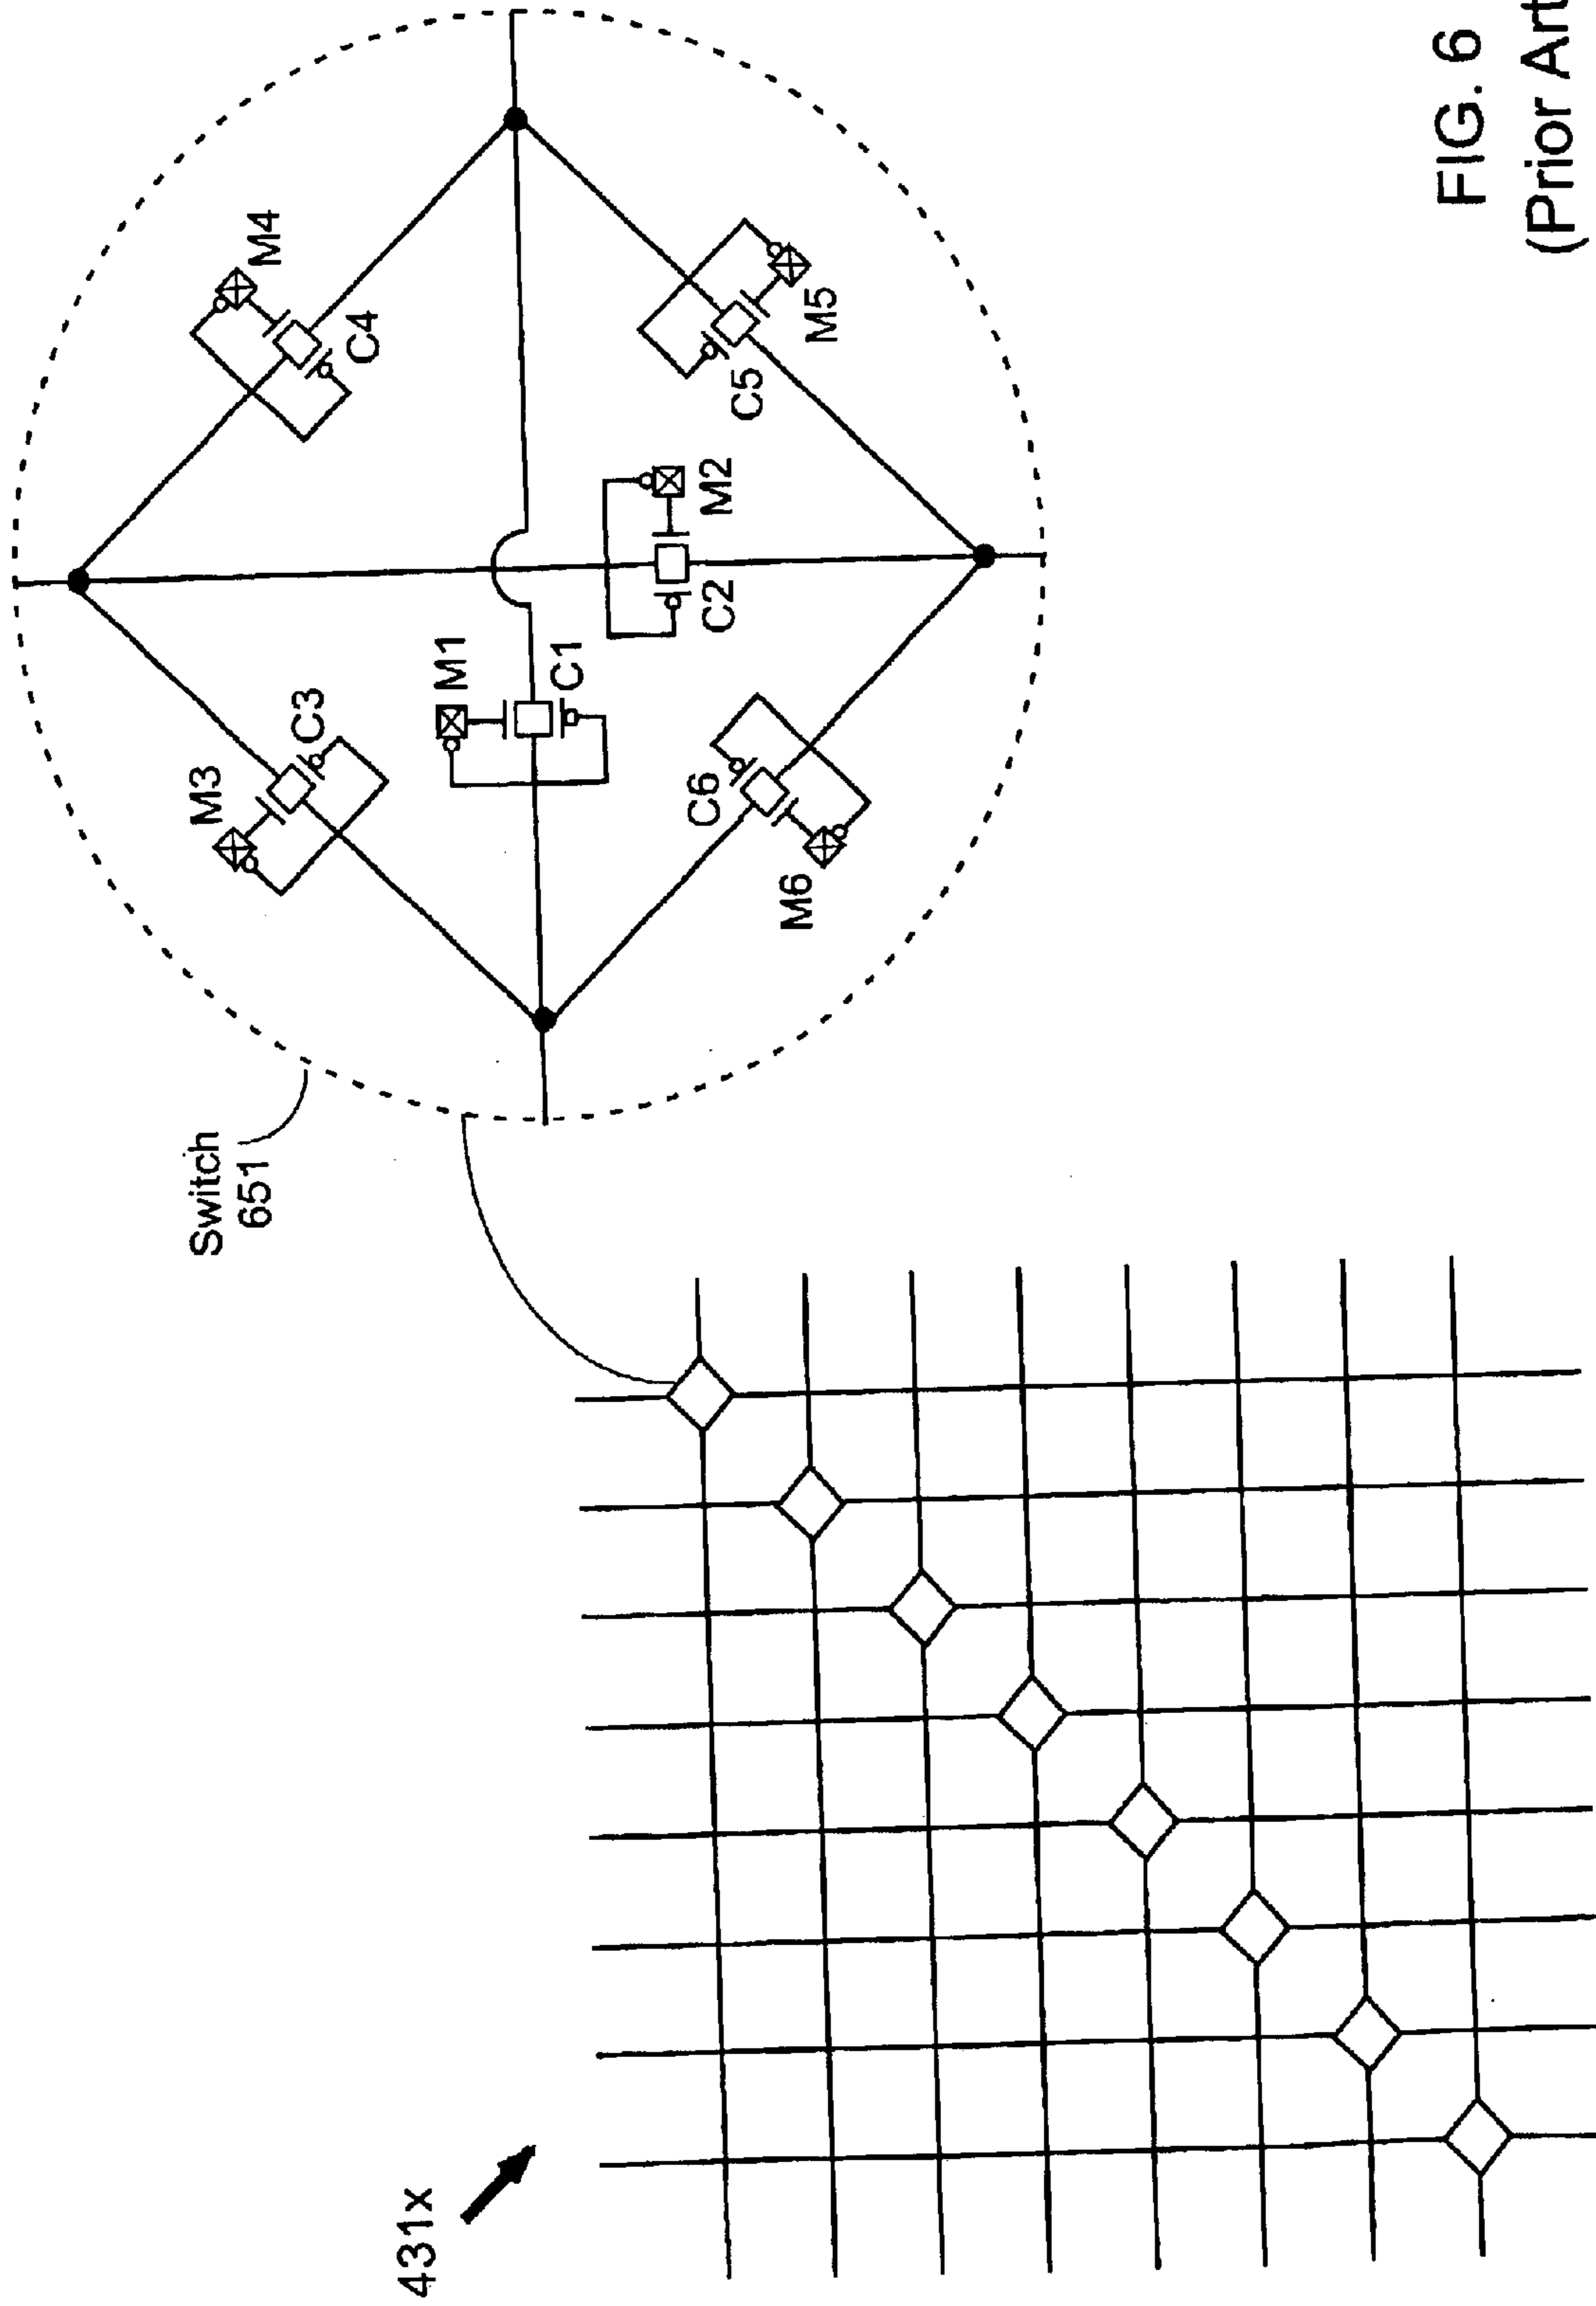 431x
Switch
651
M3
C3
M1
C1
M4
C4
C6
M6
C2
M2
C5
M5
FIG. 6
(Prior Art